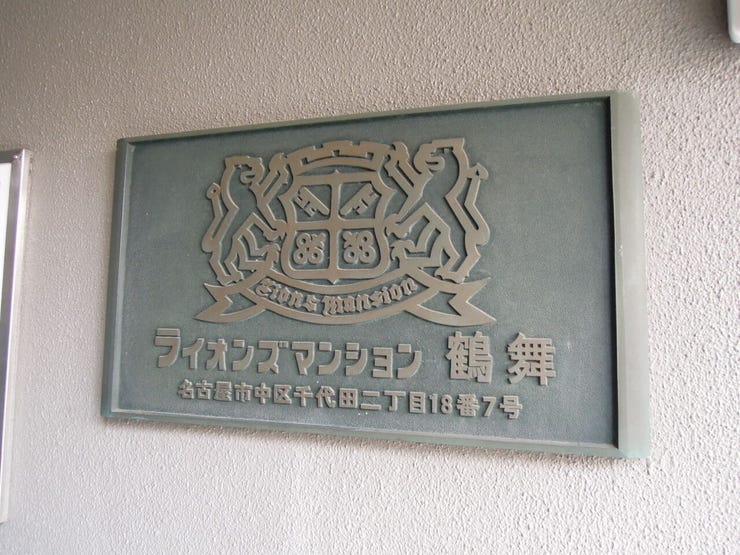 Lions Mansion
ライオンズマンション 鶴舞
名古屋市中区千代田二丁目18番7号